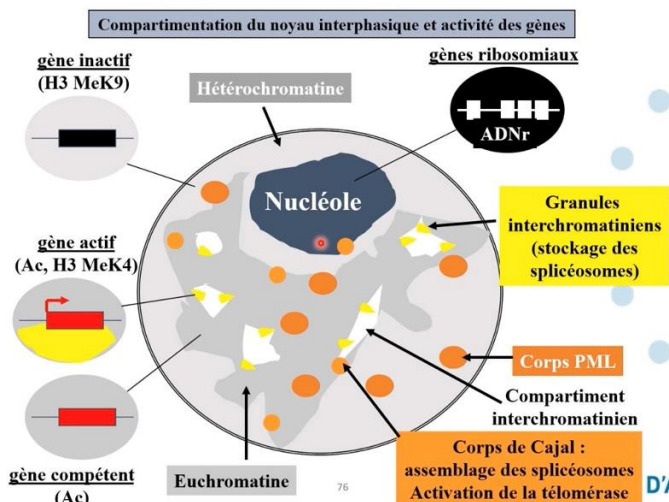 Compartimentation du noyau interphasique et activité des gènes
gène inactif
(H3 MeK9)
Hétérochromatine
gènes ribosomiaux
ADNr
Nucléole
Granules
interchromatiniens
(stockage des
splicéosomes)
gène actif
(Ac, H3 MeK4)
Corps PML
Compartiment
interchromatinien
gène compétent
(Ac)
Euchromatine
Corps de Cajal :
assemblage des splicéosomes
Activation de la télomérase
76
D'A